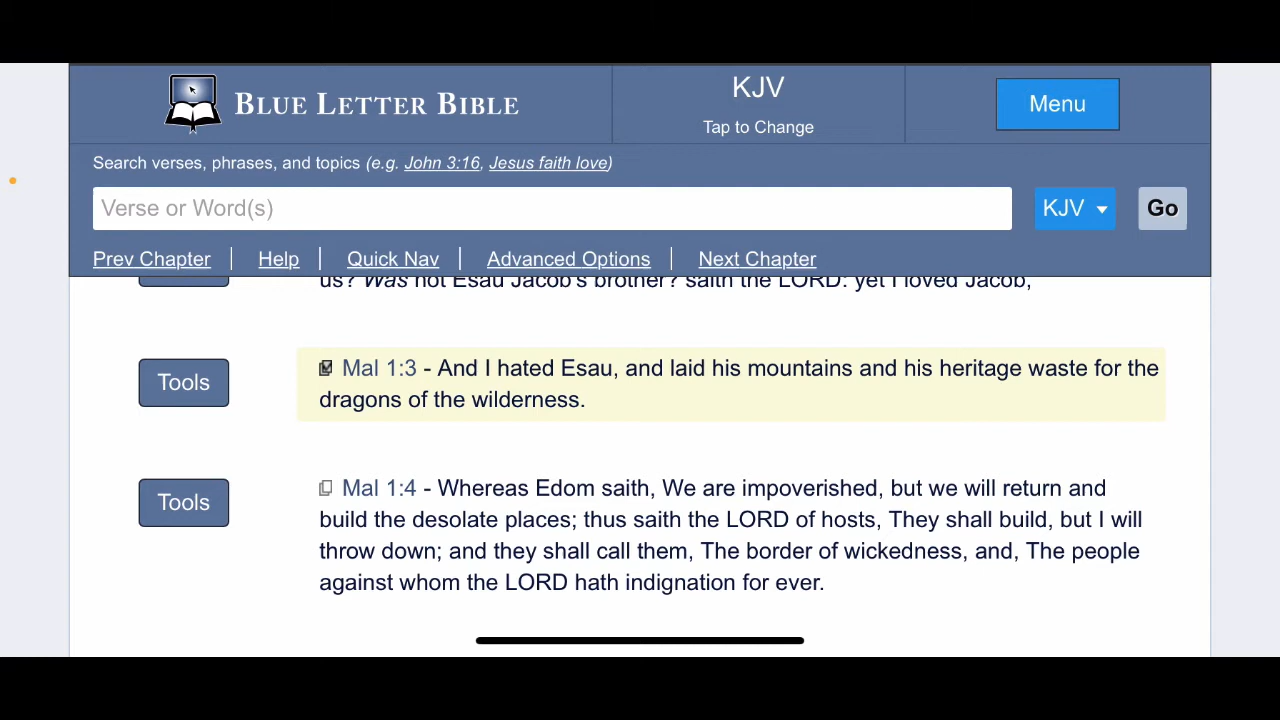 BLUE LETTER BIBLE
KJV
Tap to Change
Menu
Search verses, phrases, and topics (e.g. John 3:16, Jesus faith love)
Verse or Word(s)
KJV
Go
Prev Chapter | Help | Quick Nav | Advanced Options | Next Chapter
us? Was not Esau Jacob's brother? saith the LORD: yet I loved Jacob,
Tools
Mal 1:3 - And I hated Esau, and laid his mountains and his heritage waste for the
dragons of the wilderness.
Tools
Mal 1:4 - Whereas Edom saith, We are impoverished, but we will return and
build the desolate places; thus saith the LORD of hosts, They shall build, but I will
throw down; and they shall call them, The border of wickedness, and, The people
against whom the LORD hath indignation for ever.